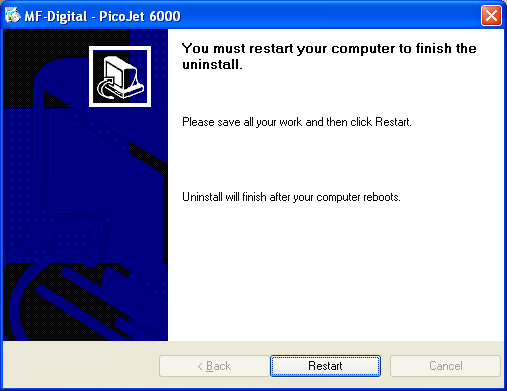 MF-Digital - PicoJet 6000
You must restart your computer to finish the
uninstall.
Please save all your work and then click Restart.
Uninstall will finish after your computer reboots.
< Back
Restart
Cancel